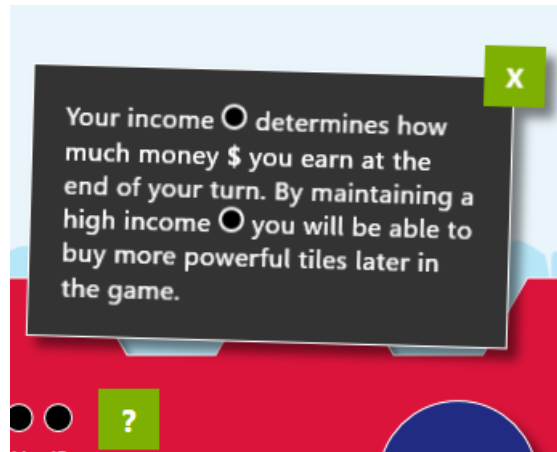 X
Your income determines how
much money $ you earn at the
end of your turn. By maintaining a
high income you will be able to
buy more powerful tiles later in
the game.
?